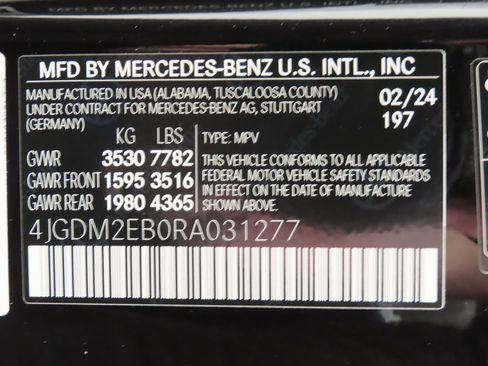 MFD BY MERCEDES-BENZ U.S. INTL., INC
MANUFACTURED IN USA (ALABAMA, TUSCALOOSA COUNTY) 02/24
UNDER CONTRACT FOR MERCEDES-BENZ AG, STUTTGART 197
(GERMANY)
KG LBS TYPE: MPV
GVWR 3530 7782 THIS VEHICLE CONFORMS TO ALL APPLICABLE
GAWR FRONT 1595 3516 FEDERAL MOTOR VEHICLE SAFETY STANDARDS
GAWR REAR 1980 4365 IN EFFECT ON THE DATE OF MANUFACTURE
SHOWN ABOVE.
4JGDM2EB0RA031277